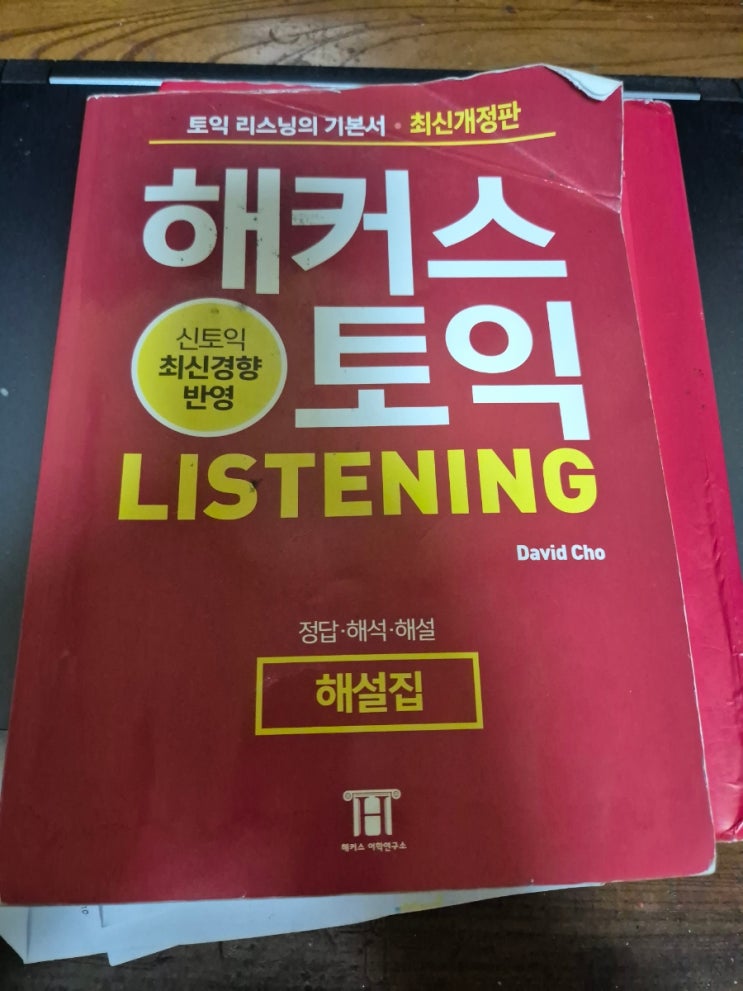 토익 리스닝의 기본서 • 최신개정판
해커스
신토익
최신경향
반영
토익
LISTENING
David Cho
정답·해석·해설
해설집
해커스 어학연구소